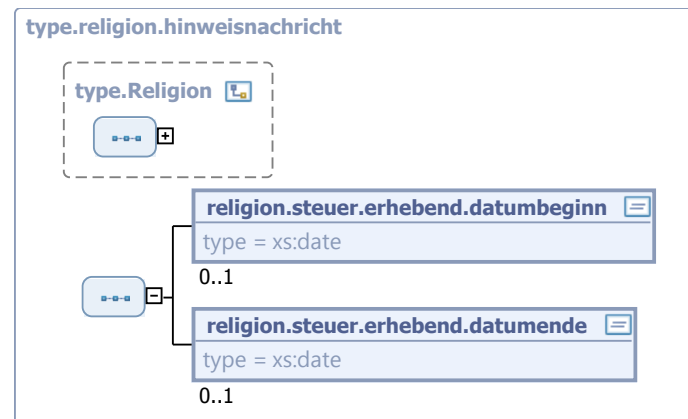 type.religion.hinweisnachricht
type.Religion
religion.steuer.erhebend.datumbeginn
type = xs:date
0..1
religion.steuer.erhebend.datumende
type = xs:date
0..1